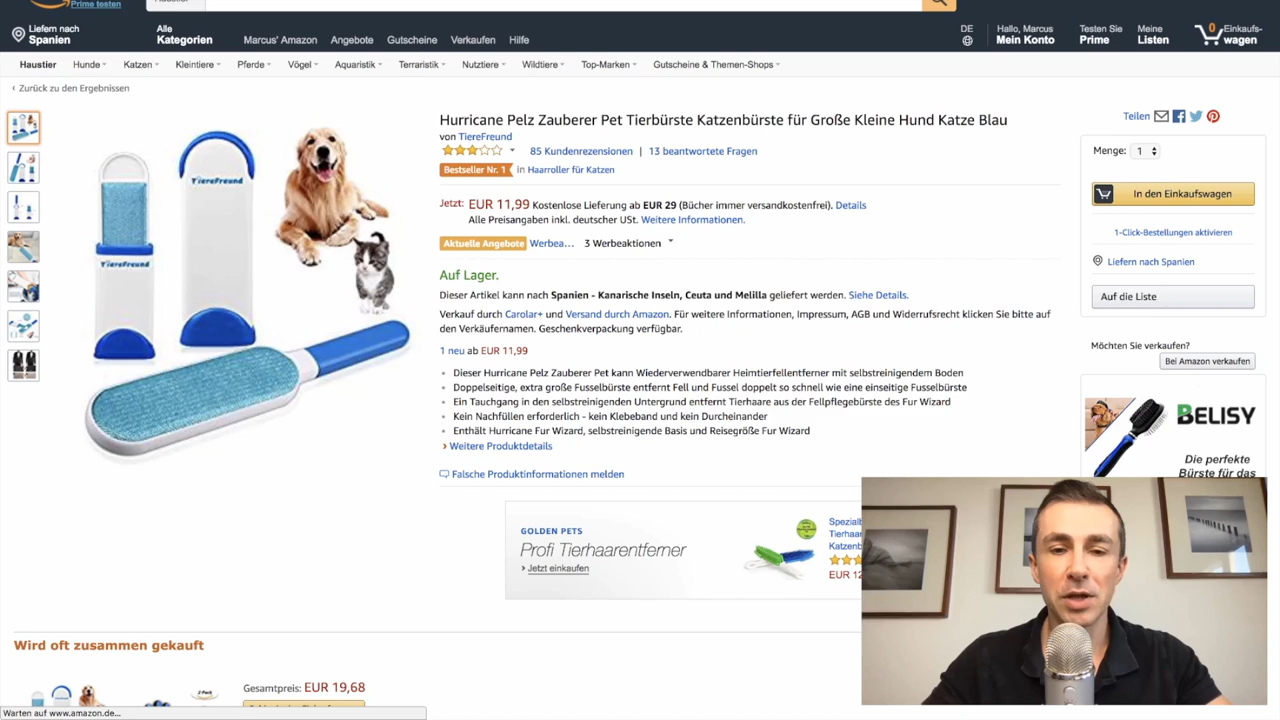 Prime testen
Haustier
Liefern nach
Spanien
Alle
Kategorien
Marcus' Amazon
Angebote
Gutscheine
Verkaufen
Hilfe
DE
Hallo, Marcus
Mein Konto
Testen Sie
Prime
Meine
Listen
0
Einkaufs-
wagen
Haustier
Hunde
Katzen
Kleintiere
Pferde
Vögel
Aquaristik
Terraristik
Nutztiere
Wildtiere
Top-Marken
Gutscheine & Themen-Shops
‹ Zurück zu den Ergebnissen
TiereFreund
TiereFreund
Hurricane Pelz Zauberer Pet Tierbürste Katzenbürste für Große Kleine Hund Katze Blau
von TiereFreund
85 Kundenrezensionen | 13 beantwortete Fragen
Bestseller Nr. 1 in Haarroller für Katzen
Jetzt: EUR 11,99 Kostenlose Lieferung ab EUR 29 (Bücher immer versandkostenfrei). Details
Alle Preisangaben inkl. deutscher USt. Weitere Informationen.
Aktuelle Angebote Werbea... 3 Werbeaktionen
Auf Lager.
Dieser Artikel kann nach Spanien - Kanarische Inseln, Ceuta und Melilla geliefert werden. Siehe Details.
Verkauf durch Carolar+ und Versand durch Amazon. Für weitere Informationen, Impressum, AGB und Widerrufsrecht klicken Sie bitte auf
den Verkäufernamen. Geschenkverpackung verfügbar.
1 neu ab EUR 11,99
Dieser Hurricane Pelz Zauberer Pet kann Wiederverwendbarer Heimtierfellentferner mit selbstreinigendem Boden
Doppelseitige, extra große Fusselbürste entfernt Fell und Fussel doppelt so schnell wie eine einseitige Fusselbürste
Ein Tauchgang in den selbstreinigenden Untergrund entfernt Tierhaare aus der Fellpflegebürste des Fur Wizard
Kein Nachfüllen erforderlich - kein Klebeband und kein Durcheinander
Enthält Hurricane Fur Wizard, selbstreinigende Basis und Reisegröße Fur Wizard
› Weitere Produktdetails
Falsche Produktinformationen melden
GOLDEN PETS
Profi Tierhaarentferner
› Jetzt einkaufen
Spezialb
Tierhaar
Katzenb
EUR 12
Teilen
Menge: 1
In den Einkaufswagen
1-Click-Bestellungen aktivieren
Liefern nach Spanien
Auf die Liste
Möchten Sie verkaufen?
Bei Amazon verkaufen
BELISY
Die perfekte
Bürste für das
Wird oft zusammen gekauft
2 Pack
Gesamtpreis: EUR 19,68
Warten auf www.amazon.de...